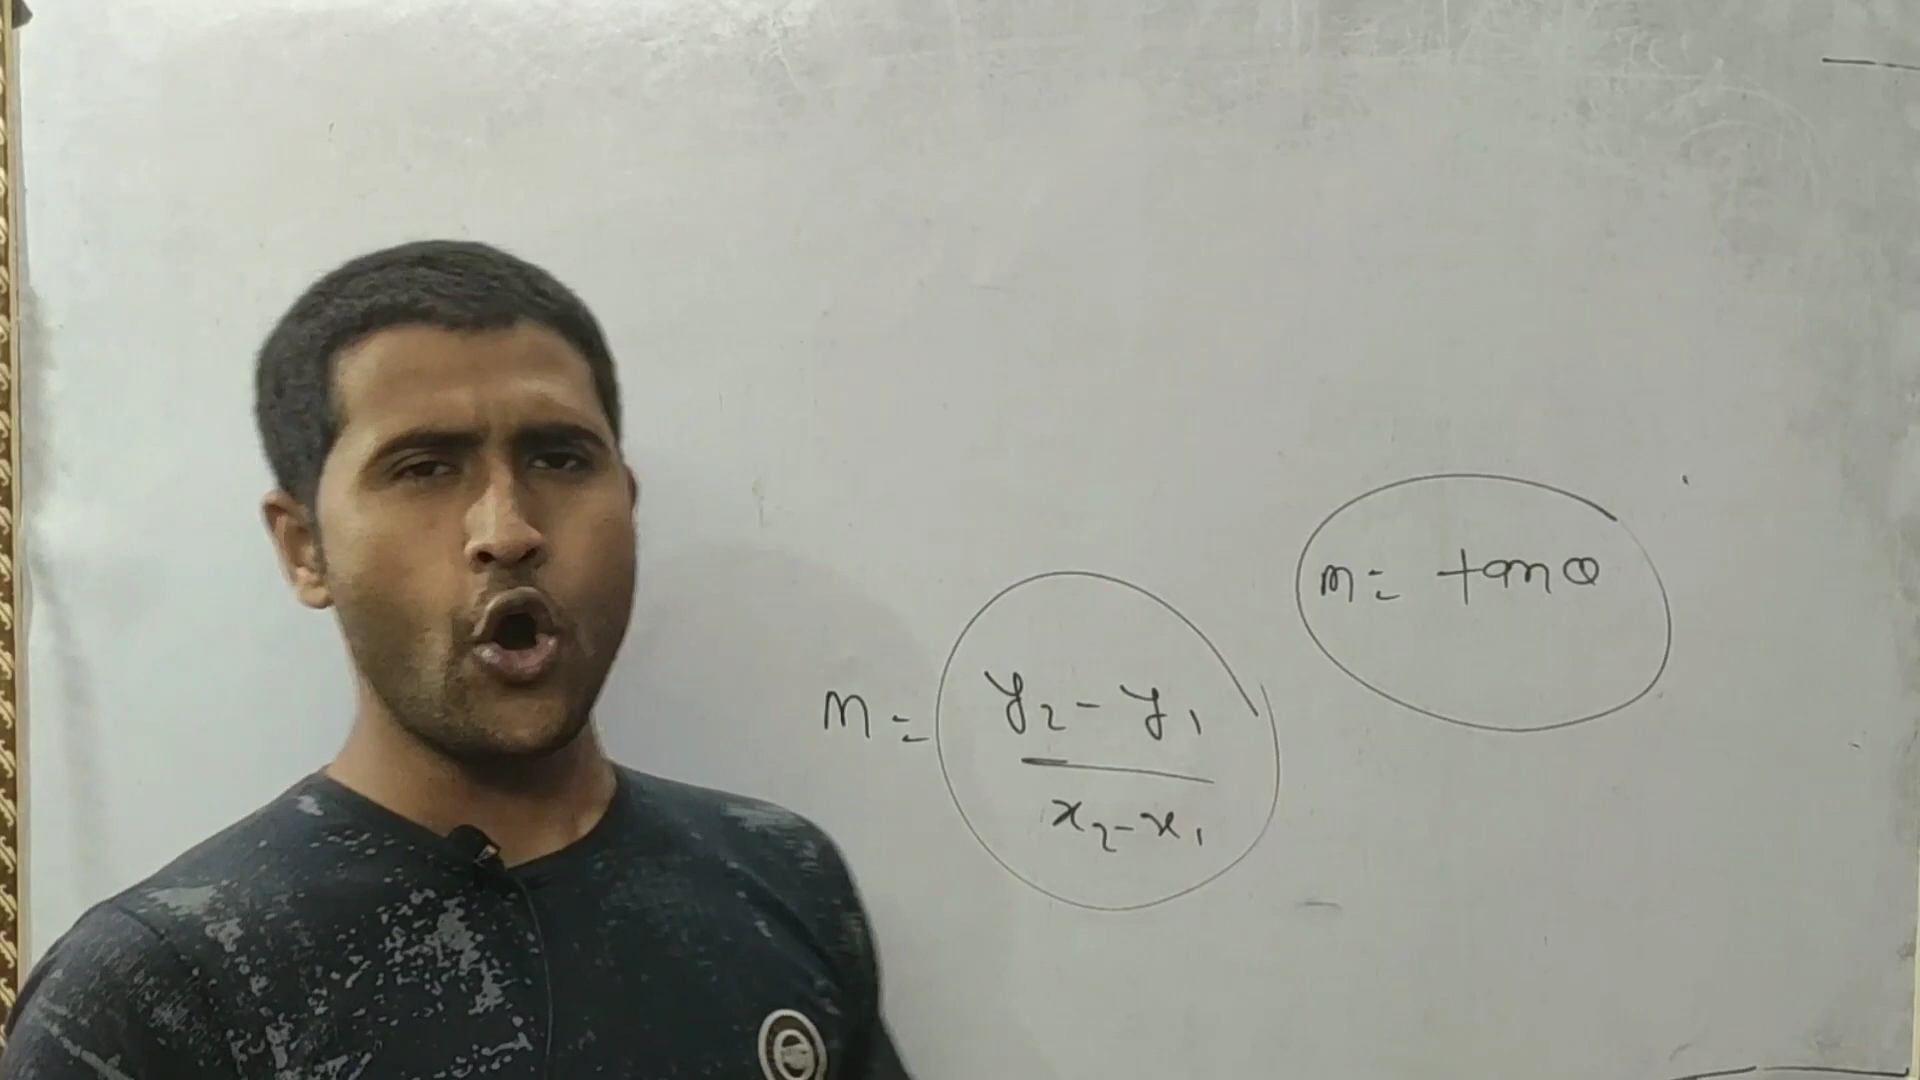 m = tanθ
m = y₂ - y₁
x₂ - x₁